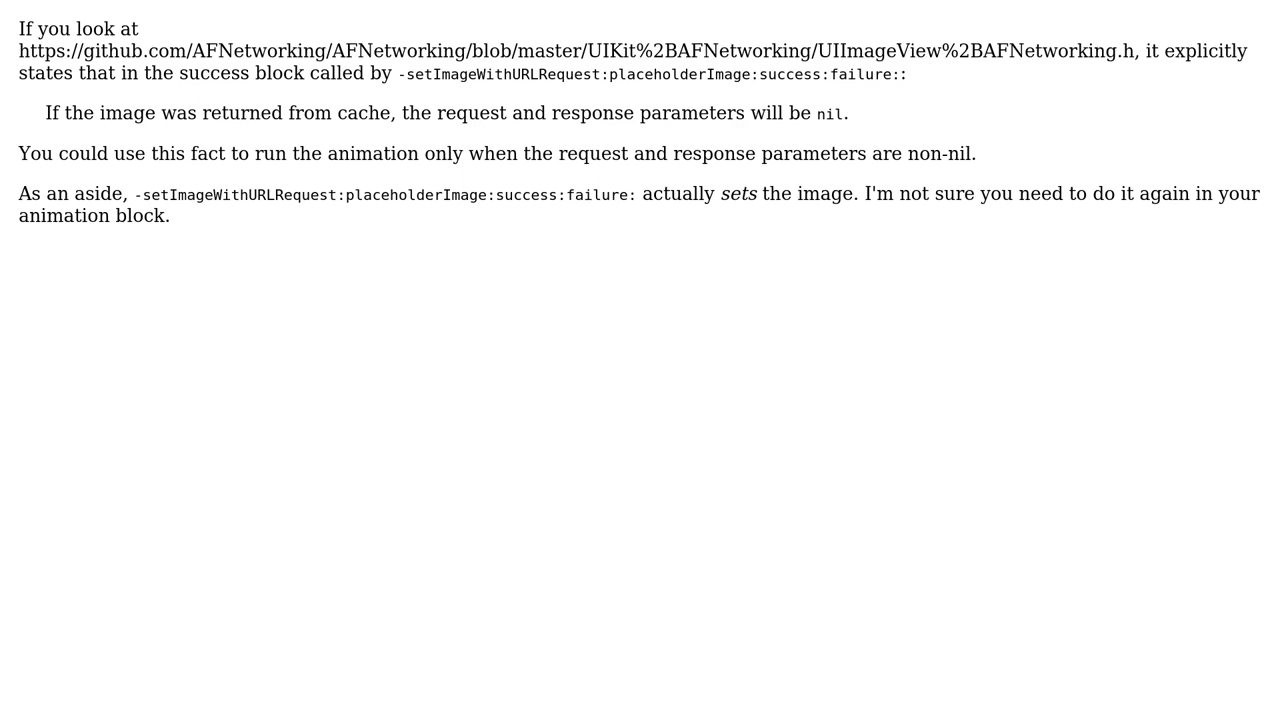 If you look at
https://github.com/AFNetworking/AFNetworking/blob/master/UIKit%2BAFNetworking/UIImageView%2BAFNetworking.h, it explicitly
states that in the success block called by -setImageWithURLRequest:placeholderImage:success:failure::
If the image was returned from cache, the request and response parameters will be nil.
You could use this fact to run the animation only when the request and response parameters are non-nil.
As an aside, -setImageWithURLRequest:placeholderImage:success:failure: actually sets the image. I'm not sure you need to do it again in your
animation block.